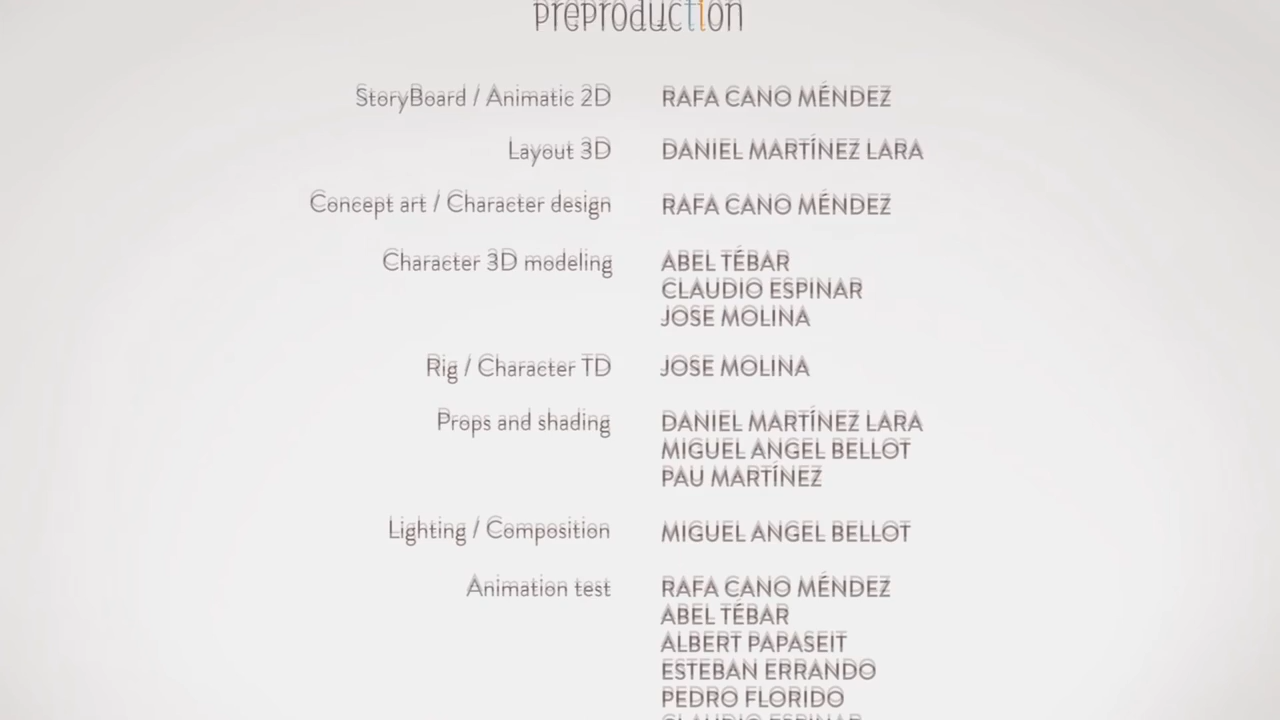 preproduction
StoryBoard / Animatic 2D RAFA CANO MÉNDEZ
Layout 3D DANIEL MARTÍNEZ LARA
Concept art / Character design RAFA CANO MÉNDEZ
Character 3D modeling ABEL TÉBAR
CLAUDIO ESPINAR
JOSE MOLINA
Rig / Character TD JOSE MOLINA
Props and shading DANIEL MARTÍNEZ LARA
MIGUEL ANGEL BELLOT
PAU MARTÍNEZ
Lighting / Composition MIGUEL ANGEL BELLOT
Animation test RAFA CANO MÉNDEZ
ABEL TÉBAR
ALBERT PAPASEIT
ESTEBAN ERRANDO
PEDRO FLORIDO
CLAUDIO ESPINAR